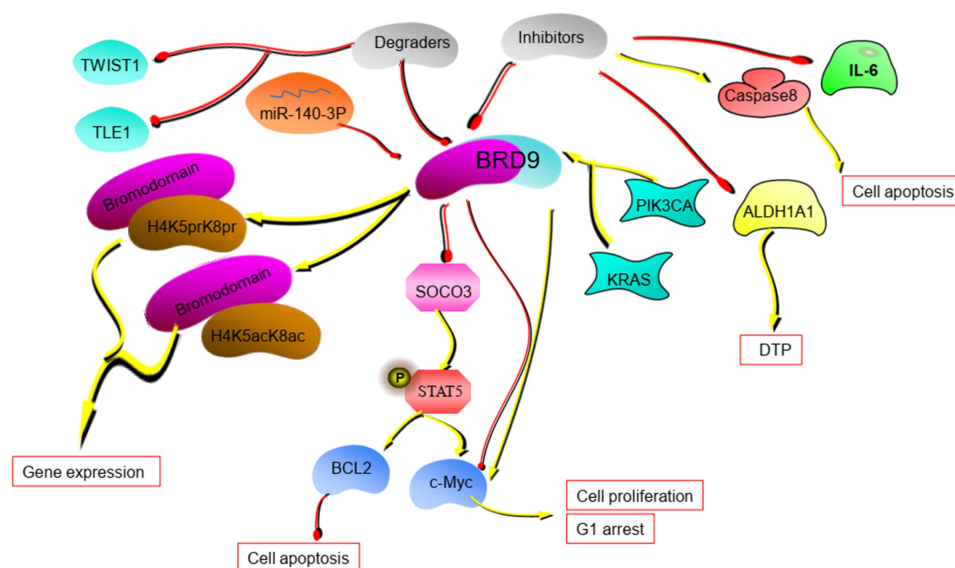 Degraders
Inhibitors
TWIST1
IL-6
Caspase8
miR-140-3P
TLE1
BRD9
Bromodomain
Cell apoptosis
H4K5prK8pr
PIK3CA
ALDH1A1
Bromodomain
KRAS
SOCO3
H4K5acK8ac
DTP
P
STAT5
Gene expression
BCL2
c-Myc
Cell proliferation
G1 arrest
Cell apoptosis